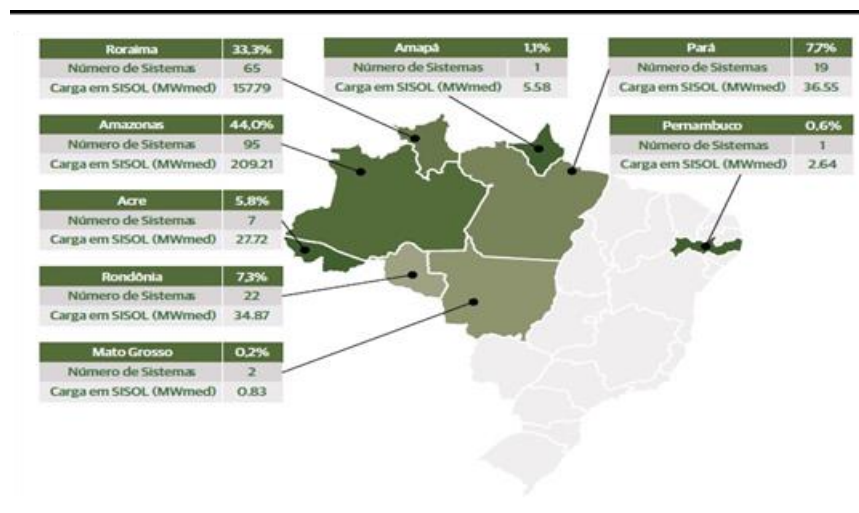 Roraima 33,3%
Número de Sistemas 65
Carga em SISOL (MWmed) 157.79
Amapá 1,1%
Número de Sistemas 1
Carga em SISOL (MWmed) 5.58
Pará 7,7%
Número de Sistemas 19
Carga em SISOL (MWmed) 36.55
Amazonas 44,0%
Número de Sistemas 95
Carga em SISOL (MWmed) 209.21
Pernambuco 0,6%
Número de Sistemas 1
Carga em SISOL (MWmed) 2.64
Acre 5,8%
Número de Sistemas 7
Carga em SISOL (MWmed) 27.72
Rondônia 7,3%
Número de Sistemas 22
Carga em SISOL (MWmed) 34.87
Mato Grosso 0,2%
Número de Sistemas 2
Carga em SISOL (MWmed) 0.83